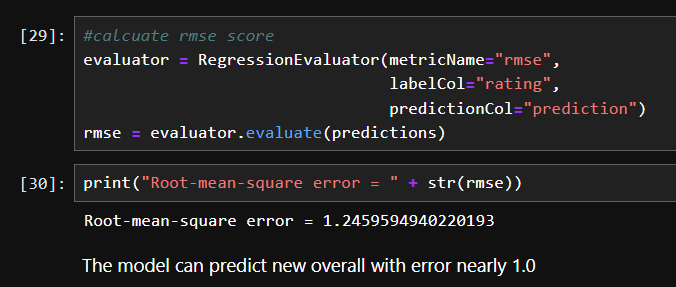 [29]: #calcuate rmse score
evaluator = RegressionEvaluator(metricName="rmse",
labelCol="rating",
predictionCol="prediction")
rmse = evaluator.evaluate(predictions)
[30]: print("Root-mean-square error = " + str(rmse))
Root-mean-square error = 1.2459594940220193
The model can predict new overall with error nearly 1.0